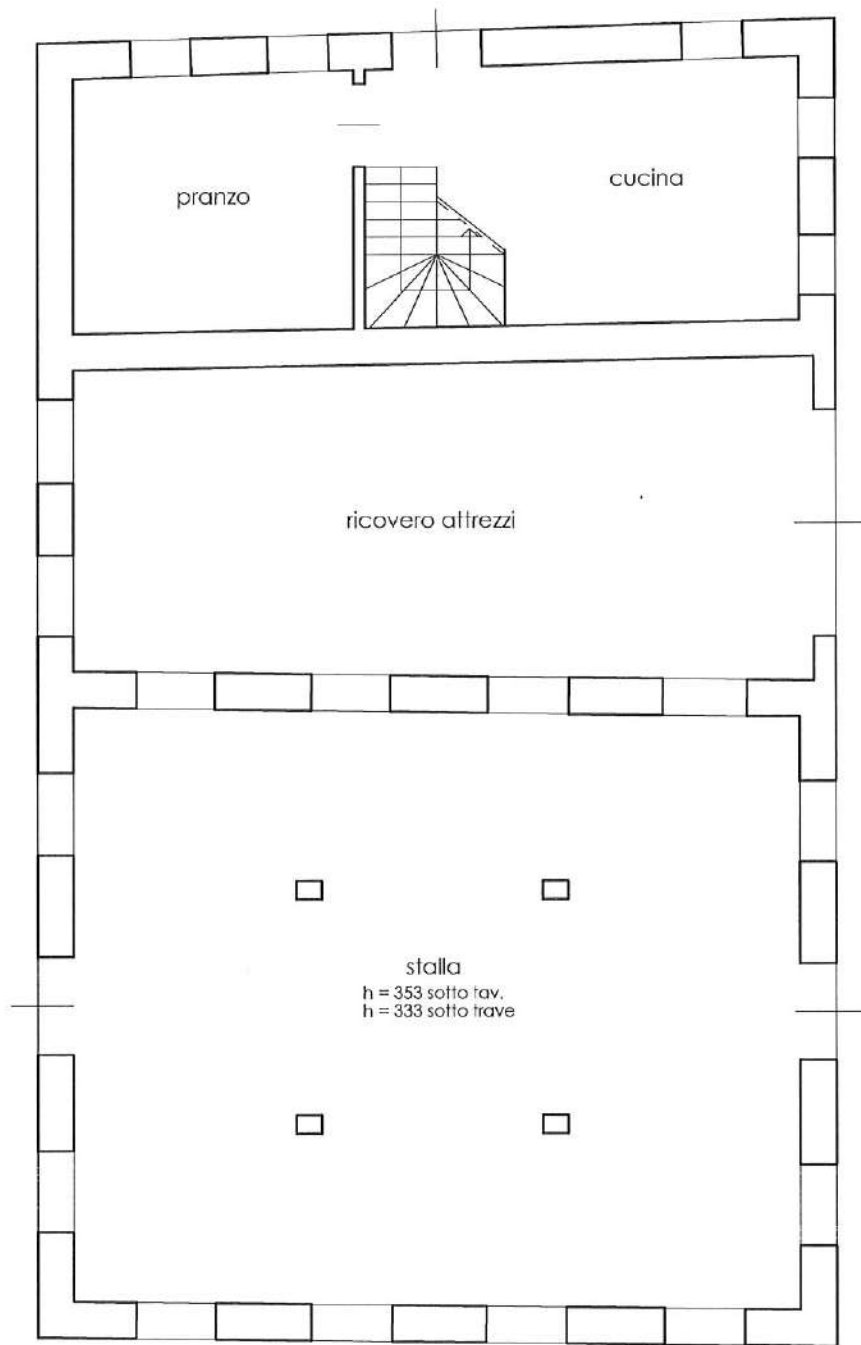 pranzo
cucina
ricovero attrezzi
stalla
h = 353 sotto tav.
h = 333 sotto trave